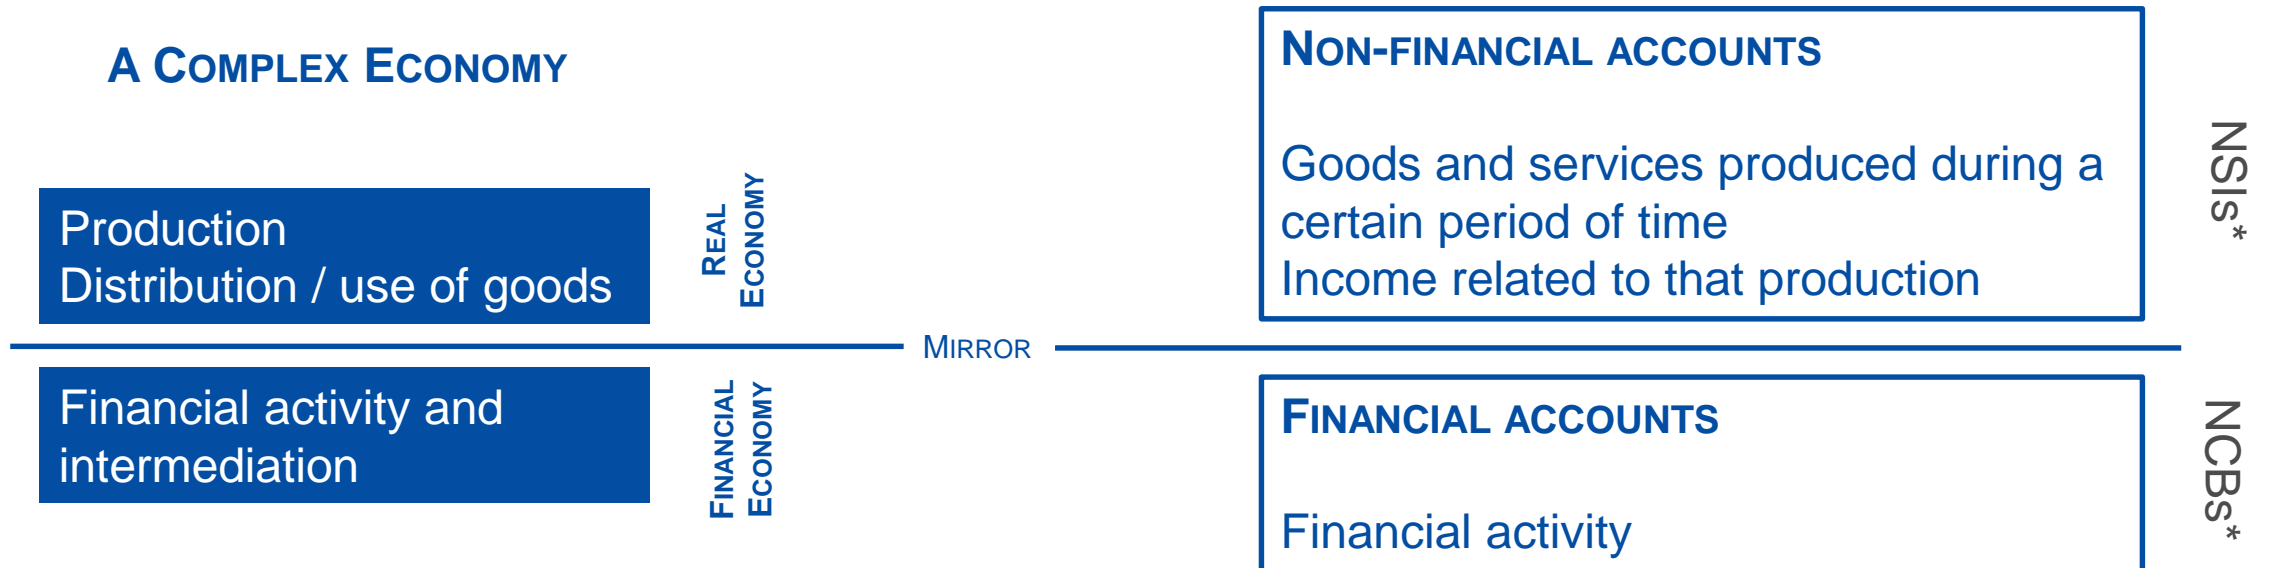 A COMPLEX ECONOMY
Production
Distribution / use of goods
REAL
ECONOMY
NON-FINANCIAL ACCOUNTS
Goods and services produced during a
certain period of time
Income related to that production
NSIs*
MIRROR
Financial activity and
intermediation
FINANCIAL
ECONOMY
FINANCIAL ACCOUNTS
Financial activity
NCBs*